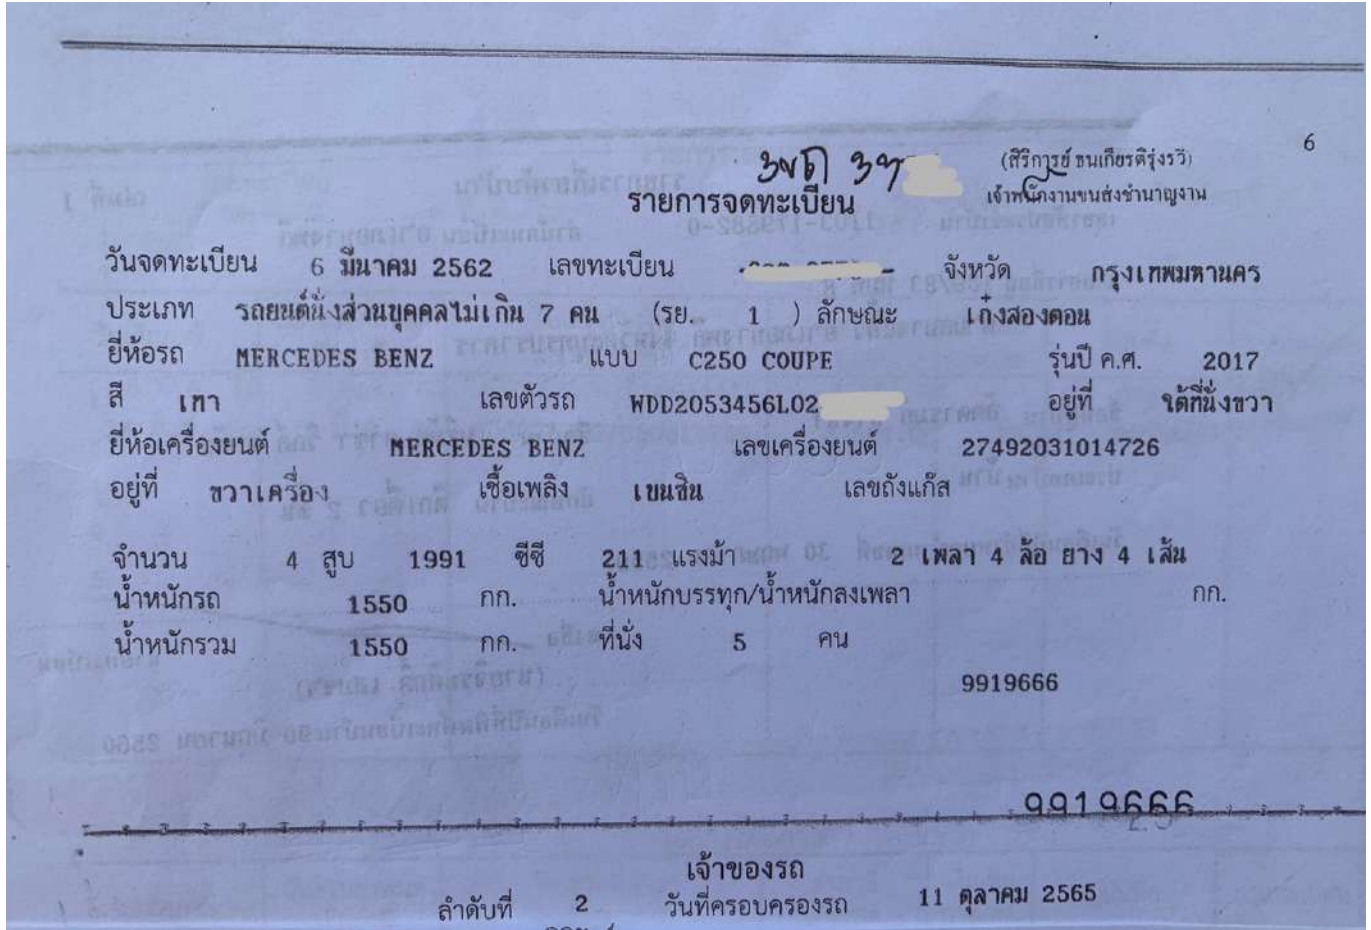 6
(สิริการย์ ธนเกียรติรุ่งรวี)
3ขถ 39
รายการจดทะเบียน
เจ้าพนักงานขนส่งชำนาญงาน
วันจดทะเบียน 6 มีนาคม 2562 เลขทะเบียน จังหวัด กรุงเทพมหานคร
ประเภท รถยนต์นั่งส่วนบุคคลไม่เกิน 7 คน (รย. 1 ) ลักษณะ เก๋งสองตอน
ยี่ห้อรถ MERCEDES BENZ แบบ C250 COUPE รุ่นปี ค.ศ. 2017
สี เทา เลขตัวรถ WDD2053456L02 อยู่ที่ ใต้ที่นั่งขวา
ยี่ห้อเครื่องยนต์ MERCEDES BENZ เลขเครื่องยนต์ 27492031014726
อยู่ที่ ขวาเครื่อง เชื้อเพลิง เบนซิน เลขถังแก๊ส
จำนวน 4 สูบ 1991 ซีซี 211 แรงม้า 2 เพลา 4 ล้อ ยาง 4 เส้น
น้ำหนักรถ 1550 กก. น้ำหนักบรรทุก/น้ำหนักลงเพลา กก.
น้ำหนักรวม 1550 กก. ที่นั่ง 5 คน
9919666
9919666
เจ้าของรถ
ลำดับที่ 2 วันที่ครอบครองรถ 11 ตุลาคม 2565